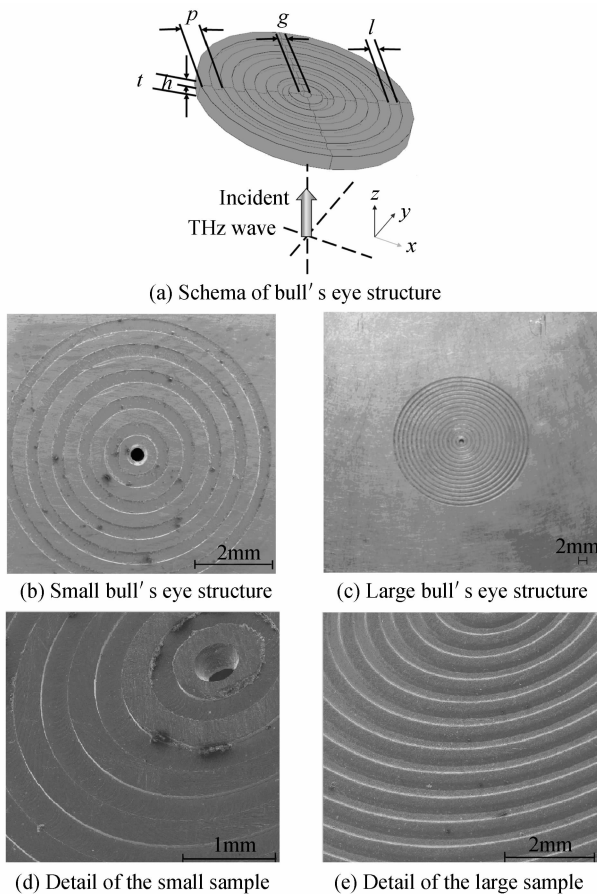 p
g
l
t
h
Incident
THz wave
z
y
x
(a) Schema of bull′ s eye structure
2mm
2mm
(b) Small bull′ s eye structure
(c) Large bull′ s eye structure
1mm
2mm
(d) Detail of the small sample
(e) Detail of the large sample